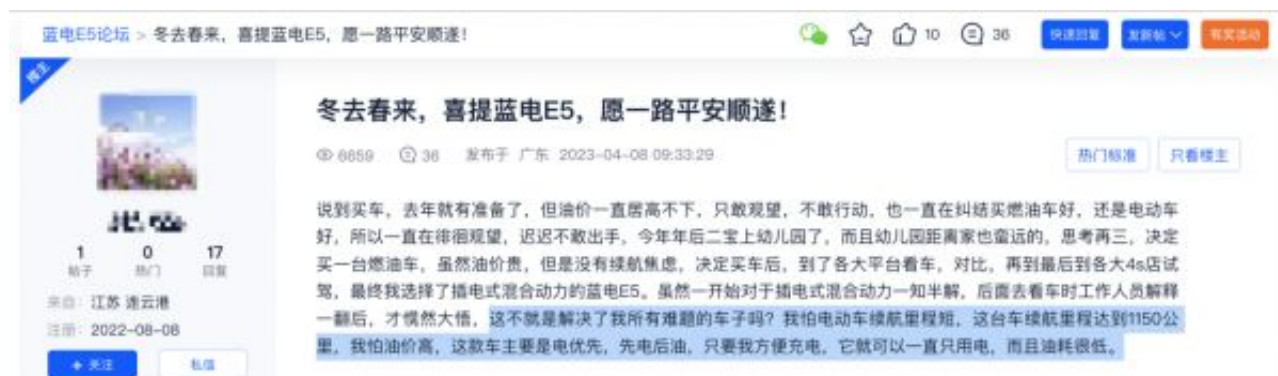 蓝电E5论坛 > 冬去春来，喜提蓝电E5，愿一路平安顺遂！
10
36
快速回复
发新帖
有奖活动
楼主
冬去春来，喜提蓝电E5，愿一路平安顺遂！
6659 36 发布于 广东 2023-04-08 09:33:29
热门标准
只看楼主
说到买车，去年就有准备了，但油价一直居高不下，只敢观望，不敢行动，也一直在纠结买燃油车好，还是电动车
好，所以一直在徘徊观望，迟迟不敢出手，今年年后二宝上幼儿园了，而且幼儿园距离家也蛮远的，思考再三，决定
买一台燃油车，虽然油价贵，但是没有续航焦虑，决定买车后，到了各大平台看车，对比，再到最后到各大4s店试
驾，最终我选择了插电式混合动力的蓝电E5。虽然一开始对于插电式混合动力一知半解，后面去看车时工作人员解释
一翻后，才恍然大悟，这不就是解决了我所有难题的车子吗？我怕电动车续航里程短，这台车续航里程达到1150公
里，我怕油价高，这款车主要是电优先，先电后油，只要我方便充电，它就可以一直只用电，而且油耗很低。
1 0 17
帖子 热门 回复
来自：江苏 连云港
注册：2022-08-08
+ 关注
私信